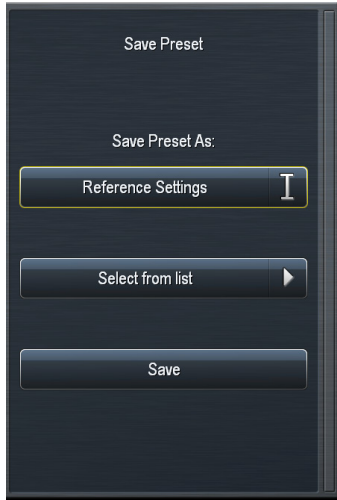 Save Preset
Save Preset As:
Reference Settings
Select from list
Save